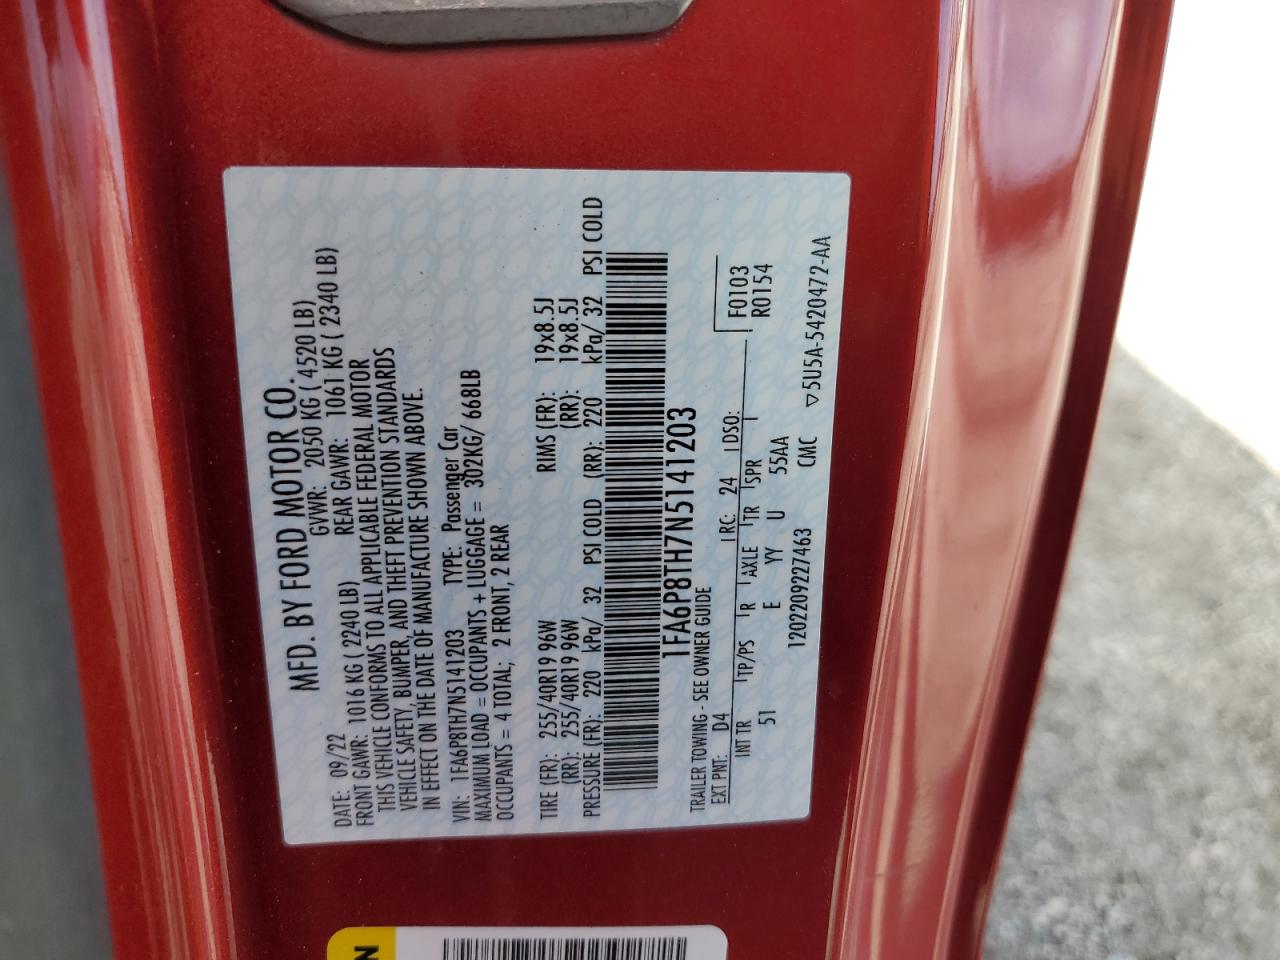 MFD. BY FORD MOTOR CO.
DATE: 09/22 GVWR: 2050 KG ( 4520 LB)
FRONT GAWR: 1016 KG ( 2240 LB) REAR GAWR: 1061 KG ( 2340 LB)
THIS VEHICLE CONFORMS TO ALL APPLICABLE FEDERAL MOTOR
VEHICLE SAFETY, BUMPER, AND THEFT PREVENTION STANDARDS
IN EFFECT ON THE DATE OF MANUFACTURE SHOWN ABOVE.
VIN: 1FA6P8TH7N5141203 TYPE: Passenger Car
MAXIMUM LOAD = OCCUPANTS + LUGGAGE = 302KG/ 668LB
OCCUPANTS = 4 TOTAL; 2 FRONT, 2 REAR
TIRE (FR): 255/40R19 96W RIMS (FR): 19x8.5J
(RR): 255/40R19 96W (RR): 19x8.5J
PRESSURE (FR): 220 kPa/ 32 PSI COLD (RR): 220 kPa/ 32 PSI COLD
1FA6P8TH7N5141203
TRAILER TOWING - SEE OWNER GUIDE
EXT PNT: D4 RC: 24 DSO: F0103
R0154
INT TR TP/PS R AXLE TR SPR
51 E YY U 55AA
1202209227463 CMC ▽5U5A-5420472-AA
N